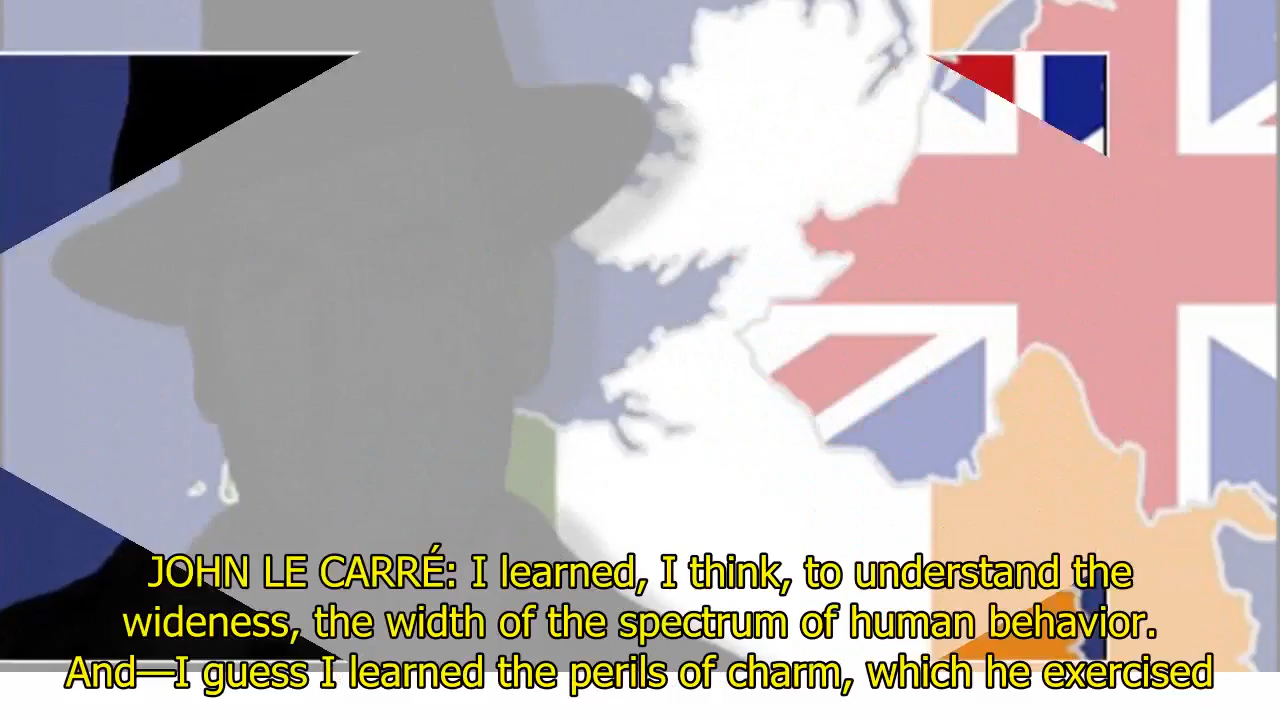 JOHN LE CARRÉ: I learned, I think, to understand the
wideness, the width of the spectrum of human behavior.
And—I guess I learned the perils of charm, which he exercised